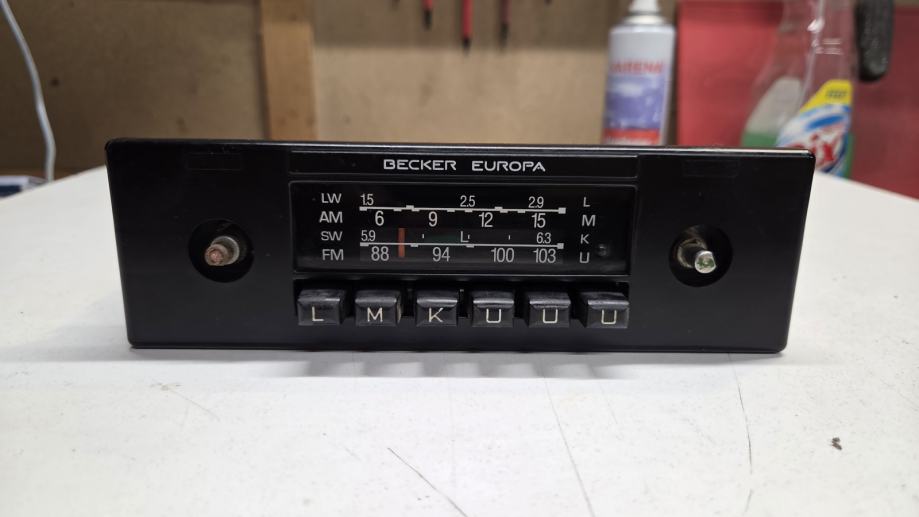 BECKER EUROPA
LW 1.5 2.5 2.9 L
AM 6 9 12 15 M
SW 5.9 L 6.3 K
FM 88 94 100 103 U
L M K U U U